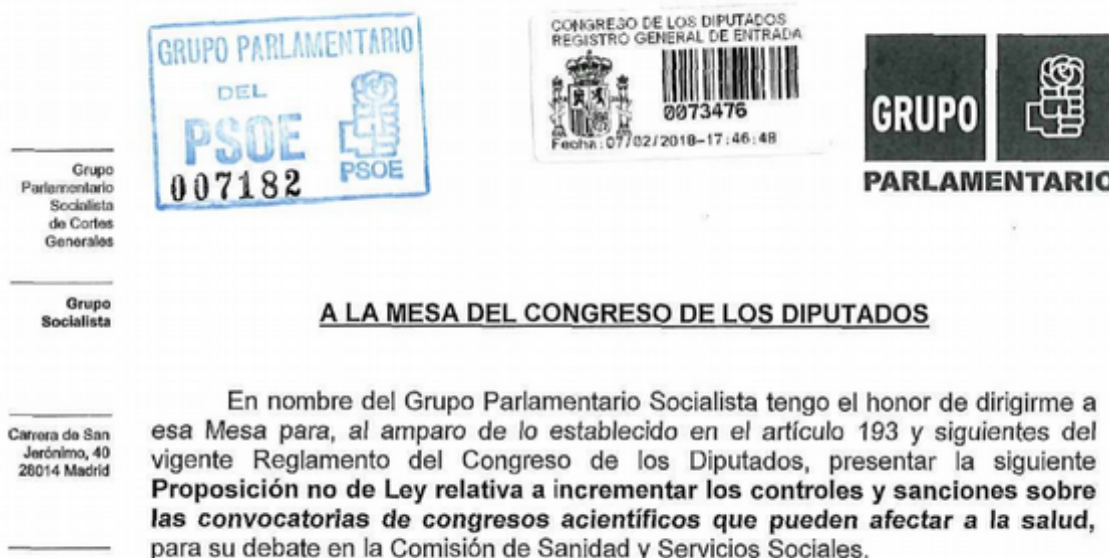 GRUPO PARLAMENTARIO
DEL
PSOE
PSOE
007182
CONGRESO DE LOS DIPUTADOS
REGISTRO GENERAL DE ENTRADA
0073476
Fecha:07/02/2018-17:46:48
GRUPO
PARLAMENTARIO
Grupo
Parlamentario
Socialista
de Cortes
Generales
Grupo
Socialista
A LA MESA DEL CONGRESO DE LOS DIPUTADOS
Carrera de San
Jerónimo, 40
28014 Madrid
En nombre del Grupo Parlamentario Socialista tengo el honor de dirigirme a
esa Mesa para, al amparo de lo establecido en el artículo 193 y siguientes del
vigente Reglamento del Congreso de los Diputados, presentar la siguiente
Proposición no de Ley relativa a incrementar los controles y sanciones sobre
las convocatorias de congresos acientíficos que pueden afectar a la salud,
para su debate en la Comisión de Sanidad y Servicios Sociales.